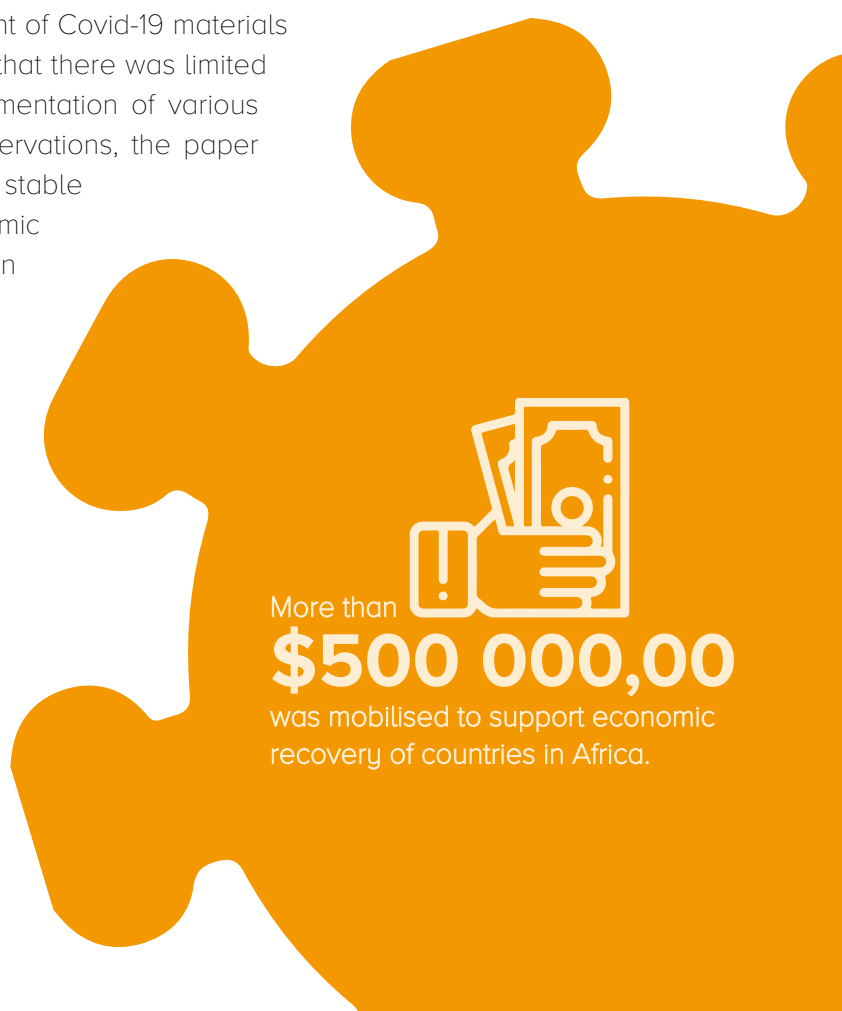 nt of Covid-19 materials
that there was limited
mentation of various
ervations, the paper
stable
mic
n
More than
$500 000,00
was mobilised to support economic
recovery of countries in Africa.